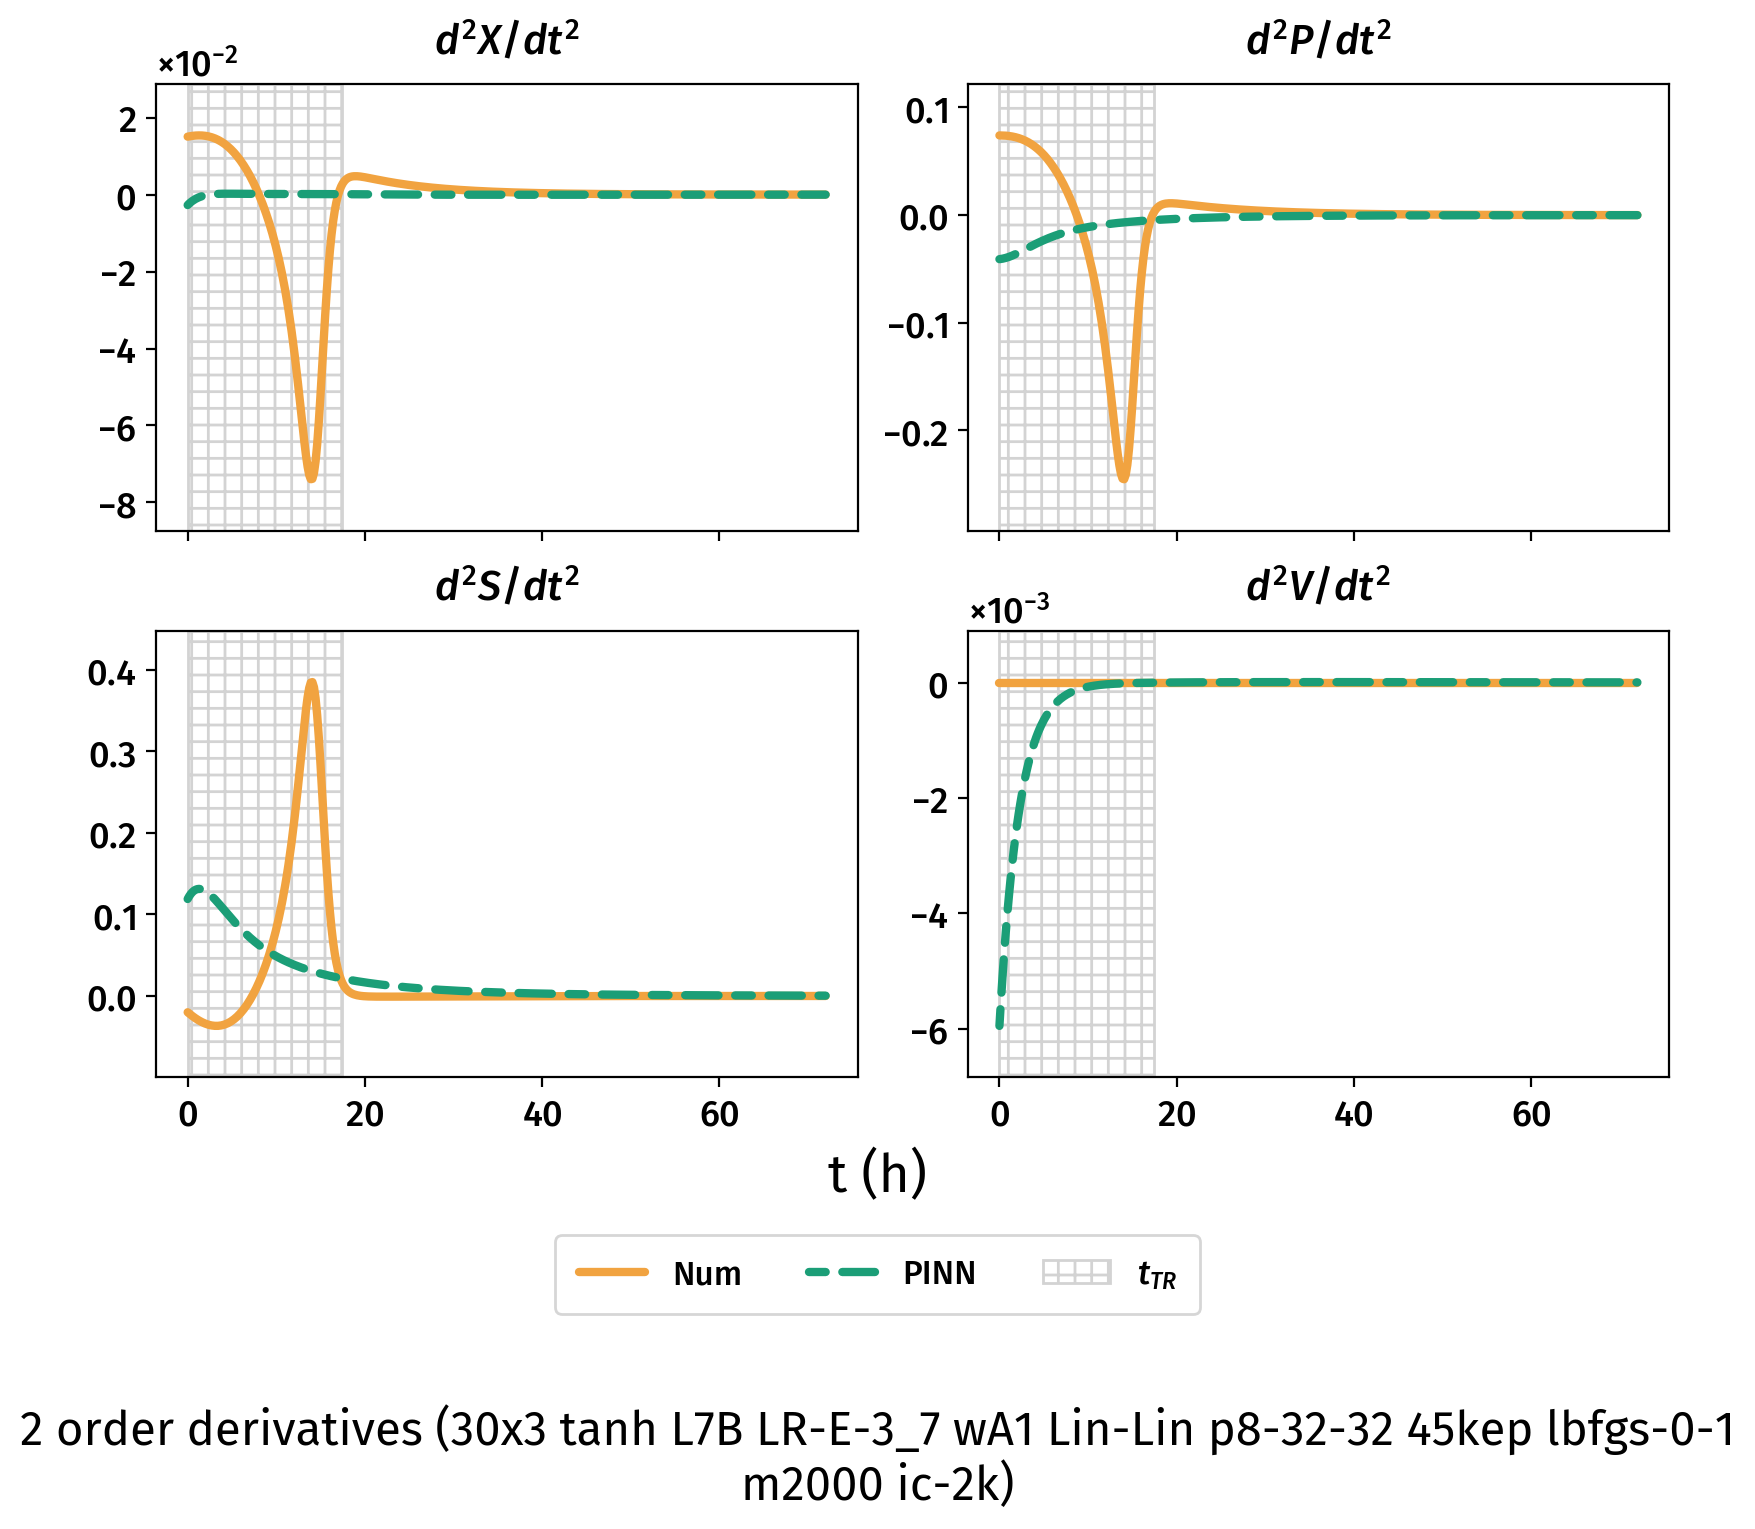 d²X/dt²
d²P/dt²
×10⁻²
2
0
−2
−4
−6
−8
0.1
0.0
−0.1
−0.2
d²S/dt²
d²V/dt²
×10⁻³
0.4
0.3
0.2
0.1
0.0
0
−2
−4
−6
0 20 40 60
0 20 40 60
t (h)
Num PINN t_TR
2 order derivatives (30x3 tanh L7B LR-E-3_7 wA1 Lin-Lin p8-32-32 45kep lbfgs-0-1
m2000 ic-2k)